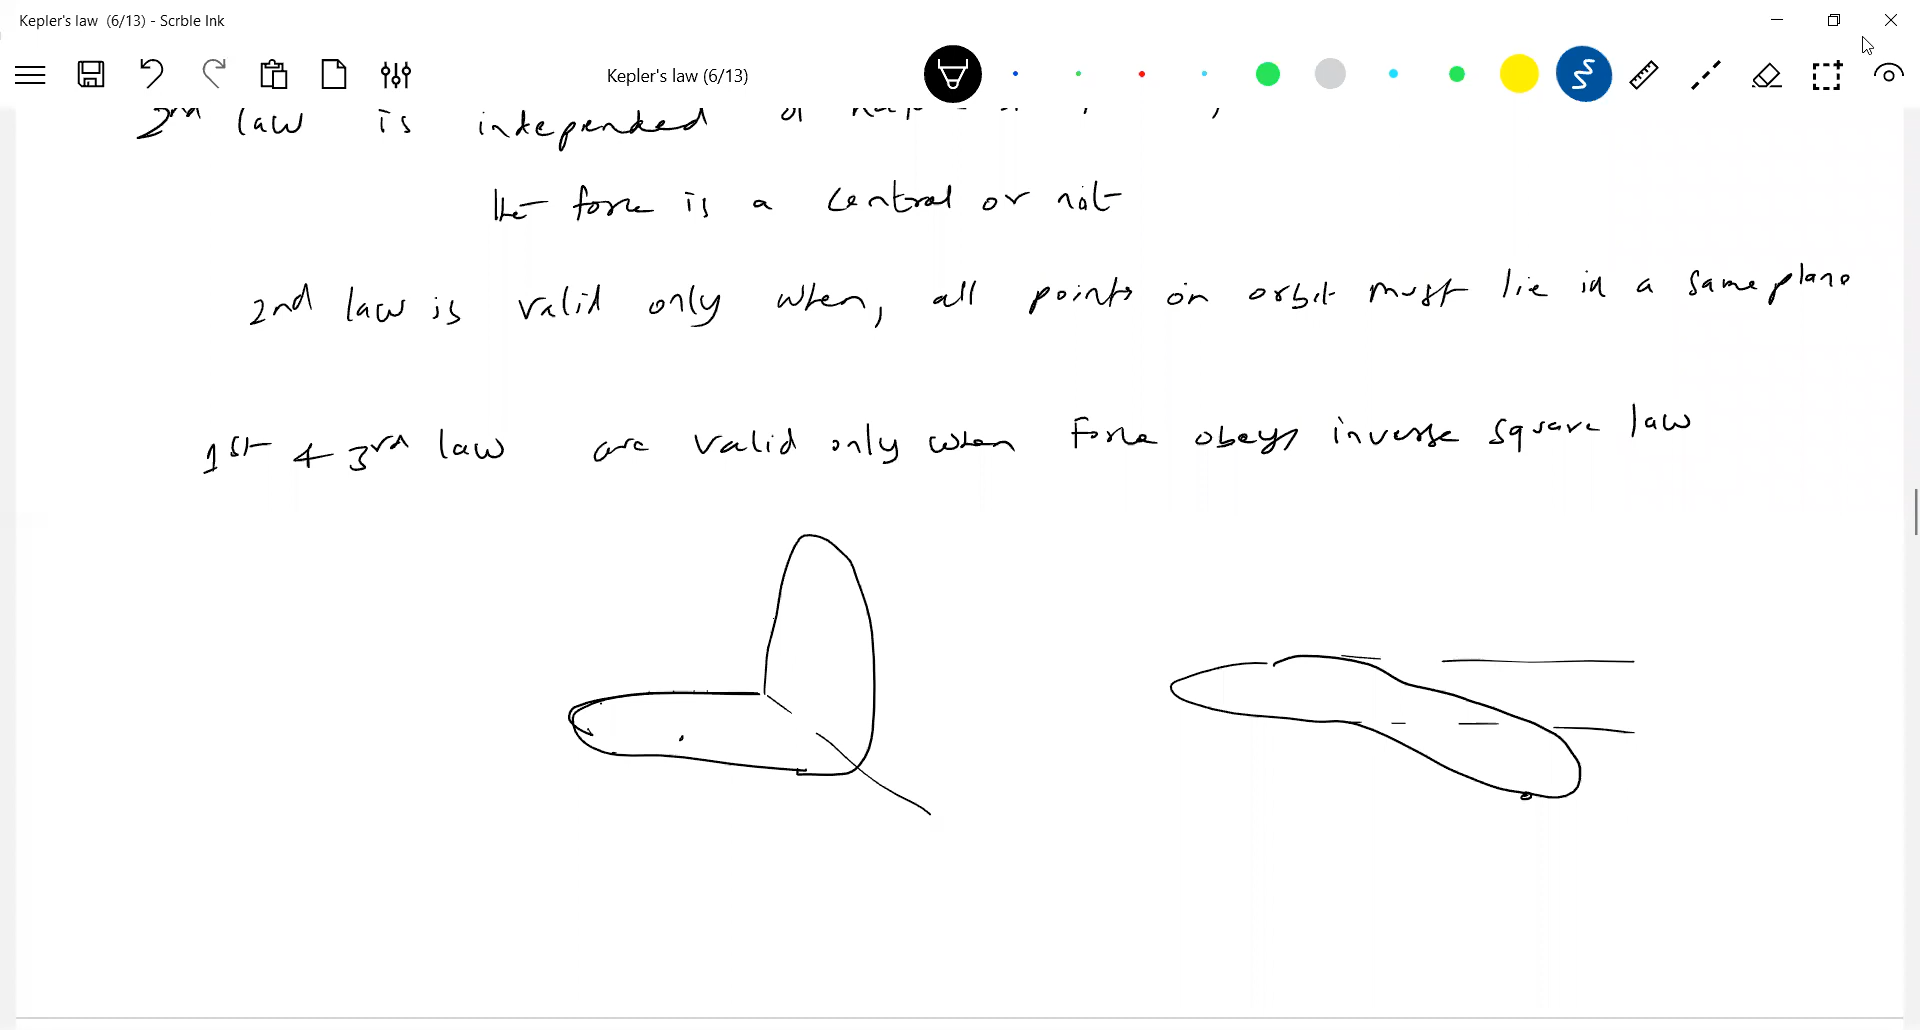 Kepler's law (6/13) - Scrble Ink
Kepler's law (6/13)
2nd law is independed of
the force is a central or not
2nd law is valid only when, all points on orbit must lie in a same plane
1st & 3rd law are valid only when Force obeys inverse square law